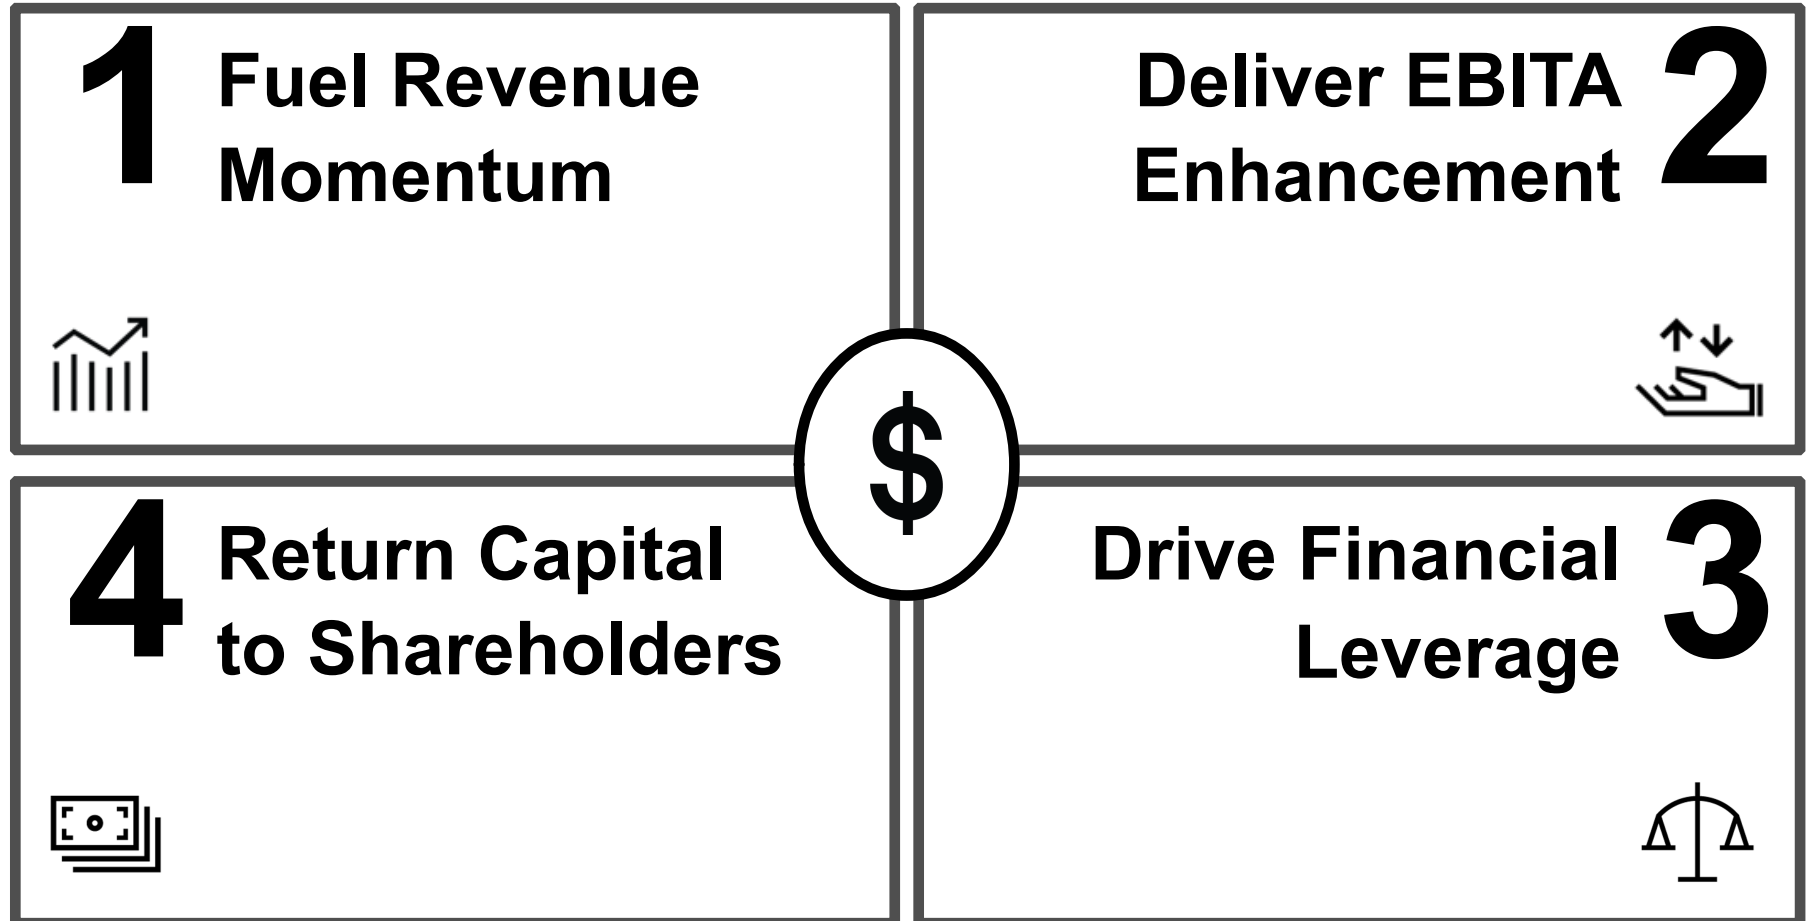 1
Fuel Revenue
Momentum
Deliver EBITA
Enhancement
2
$
4
Return Capital
to Shareholders
Drive Financial
Leverage
3